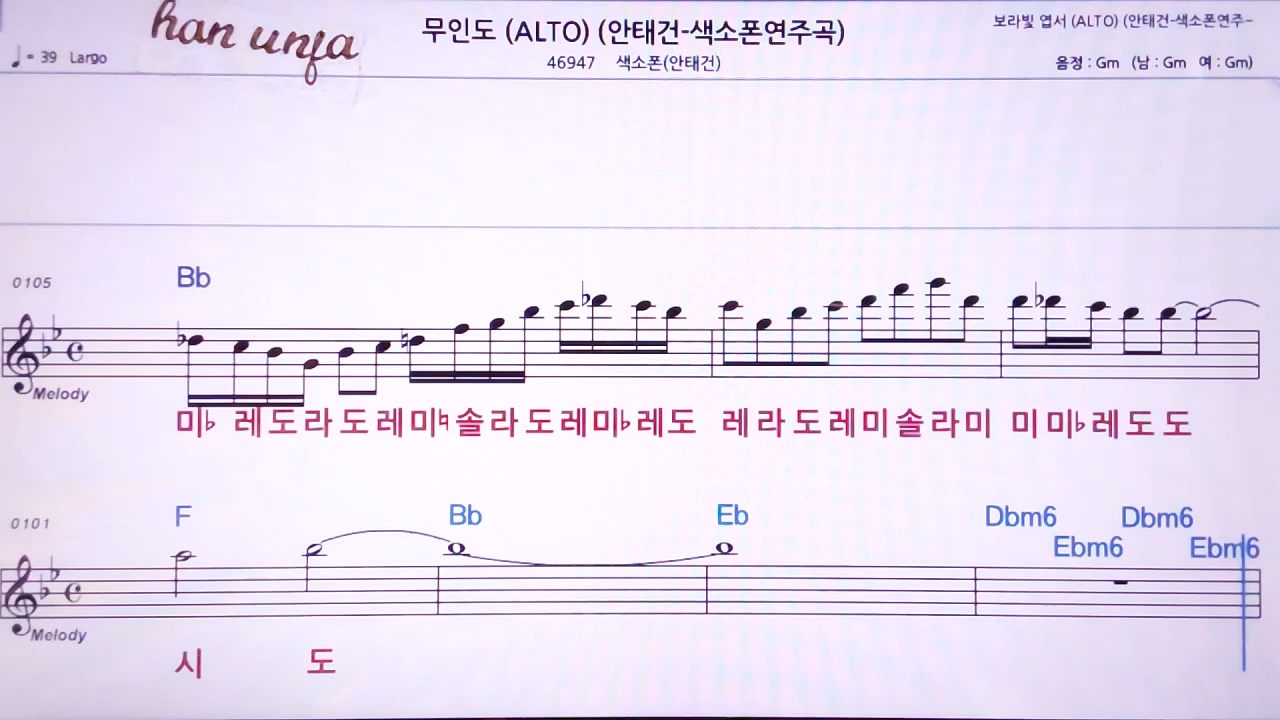 han unja
무인도 (ALTO) (안태건-색소폰연주곡)
보라빛 엽서 (ALTO) (안태건-색소폰연주-
♩ = 39 Largo
46947 색소폰(안태건)
음정 : Gm (남 : Gm 여 : Gm)
0105
Bb
Melody
미♭ 레도라도레미♮솔라도레미♭레도 레라도레미솔라미 미미♭레도도
0101
F Bb Eb Dbm6 Dbm6
Ebm6 Ebm6
Melody
시 도